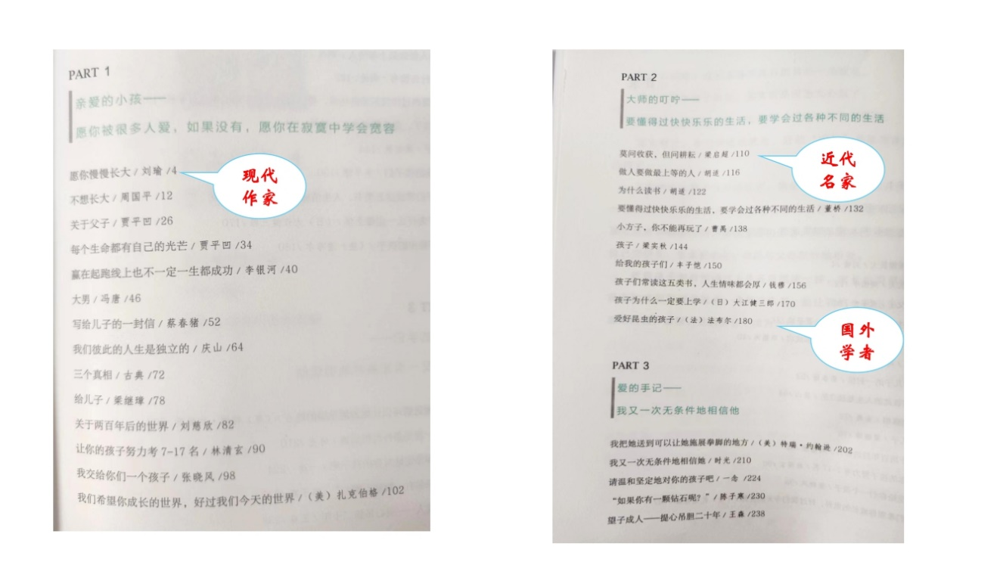 PART 1
亲爱的小孩——
愿你被很多人爱，如果没有，愿你在寂寞中学会宽容
愿你慢慢长大 / 刘瑜 /4
现代
作家
不想长大 / 周国平 /12
关于父子 / 贾平凹 /26
每个生命都有自己的光芒 / 贾平凹 /34
赢在起跑线上也不一定一生都成功 / 李银河 /40
大男 / 冯唐 /46
写给儿子的一封信 / 蔡春猪 /52
我们彼此的人生是独立的 / 庆山 /64
三个真相 / 古典 /72
给儿子 / 梁继璋 /78
关于两百年后的世界 / 刘慈欣 /82
让你的孩子努力考 7-17 名 / 林清玄 /90
我交给你们一个孩子 / 张晓风 /98
我们希望你成长的世界，好过我们今天的世界 /（美）扎克伯格 /102
PART 2
大师的叮咛——
要懂得过快快乐乐的生活，要学会过各种不同的生活
莫问收获，但问耕耘 / 梁启超 /110
近代
名家
做人要做最上等的人 / 胡适 /116
为什么读书 / 胡适 /122
要懂得过快快乐乐的生活，要学会过各种不同的生活 / 董桥 /132
小方子，你不能再玩了 / 曹禺 /138
孩子 / 梁实秋 /144
给我的孩子们 / 丰子恺 /150
孩子们常读这五类书，人生情味都会厚 / 钱穆 /156
孩子为什么一定要上学 /（日）大江健三郎 /170
爱好昆虫的孩子 /（法）法布尔 /180
国外
学者
PART 3
爱的手记——
我又一次无条件地相信他
我把她送到可以让她施展拳脚的地方 /（美）特瑞·约翰逊 /202
我又一次无条件地相信她 / 时光 /210
请温和坚定地对你的孩子吧 / 一念 /224
“如果你有一颗钻石呢？” / 陈子寒 /230
望子成人——提心吊胆二十年 / 王森 /238